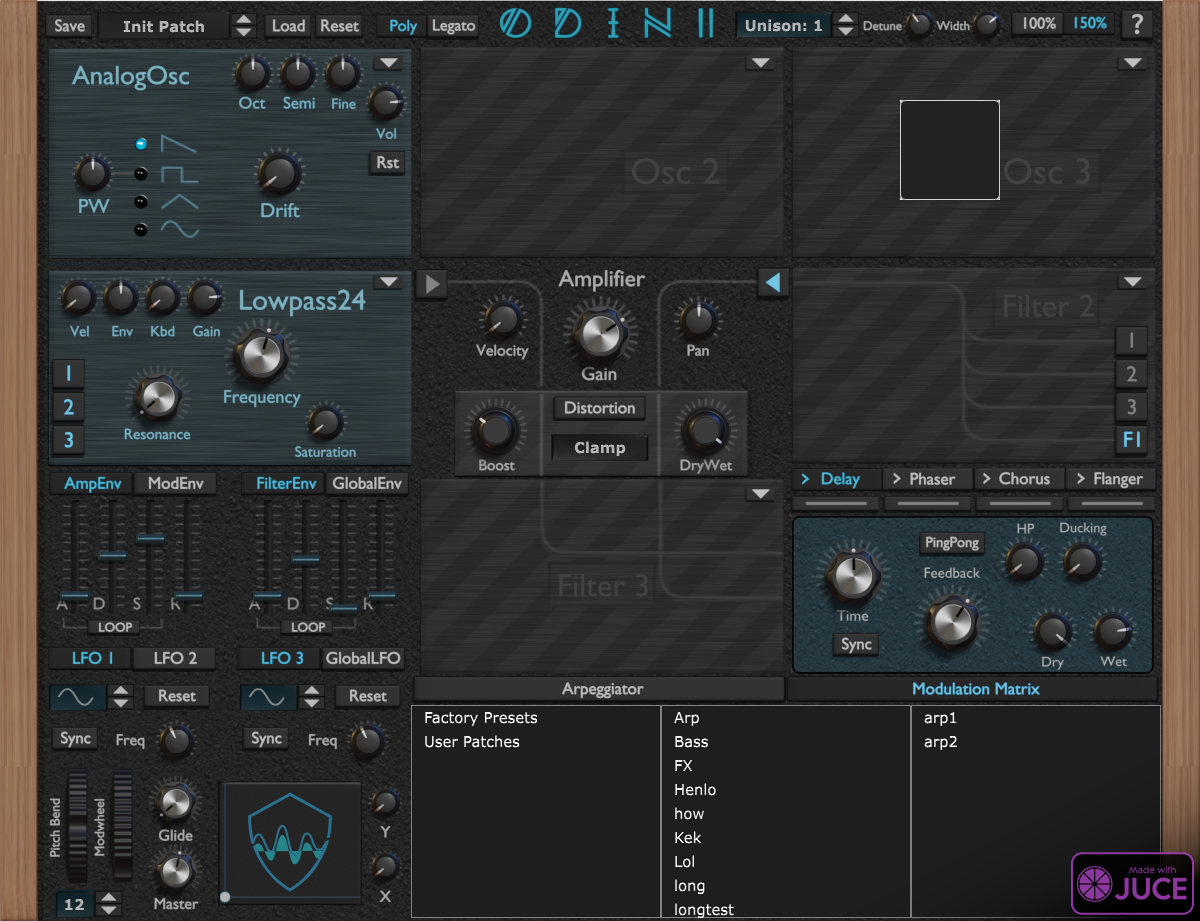 Save Init Patch Load Reset Poly Legato ODIN II Unison: 1 Detune Width 100% 150% ?
AnalogOsc
Oct Semi Fine
Vol
Rst
PW
Drift
Osc 2
Osc 3
Lowpass24
Vel Env Kbd Gain
Frequency
1
2
3
Resonance
Saturation
Amplifier
Velocity
Gain
Pan
Distortion
Clamp
Boost
DryWet
Filter 2
1
2
3
FI
AmpEnv ModEnv FilterEnv GlobalEnv
A D S R
LOOP
A D S R
LOOP
Filter 3
> Delay > Phaser > Chorus > Flanger
PingPong
HP
Ducking
Feedback
Time
Sync
Dry
Wet
LFO 1 LFO 2 LFO 3 GlobalLFO
Reset
Reset
Sync Freq
Sync Freq
Pitch Bend
Modwheel
Glide
Master
12
Y
X
Arpeggiator
Modulation Matrix
Factory Presets
User Patches
Arp
Bass
FX
Henlo
how
Kek
Lol
long
longtest
arp1
arp2
Made with
JUCE